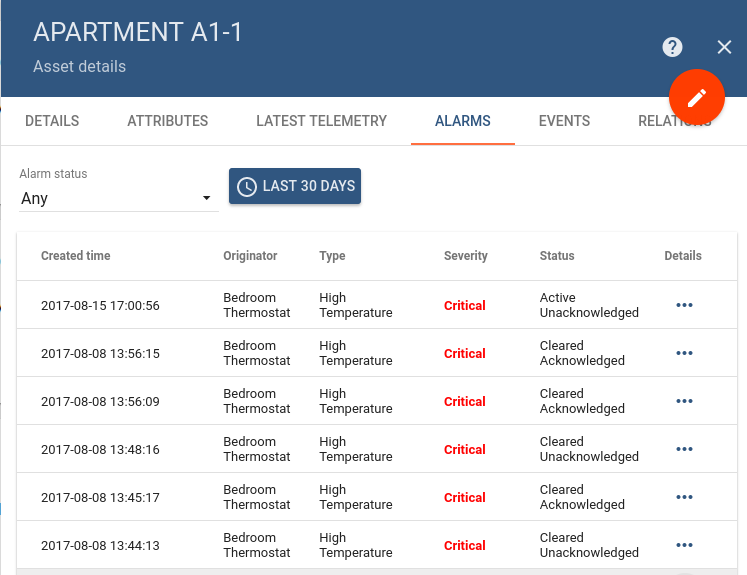 APARTMENT A1-1
Asset details
DETAILS ATTRIBUTES LATEST TELEMETRY ALARMS EVENTS RELATIONS
Alarm status
Any
LAST 30 DAYS
Created time Originator Type Severity Status Details
2017-08-15 17:00:56 Bedroom Thermostat High Temperature Critical Active Unacknowledged •••
2017-08-08 13:56:15 Bedroom Thermostat High Temperature Critical Cleared Acknowledged •••
2017-08-08 13:56:09 Bedroom Thermostat High Temperature Critical Cleared Acknowledged •••
2017-08-08 13:48:16 Bedroom Thermostat High Temperature Critical Cleared Unacknowledged •••
2017-08-08 13:45:17 Bedroom Thermostat High Temperature Critical Cleared Acknowledged •••
2017-08-08 13:44:13 Bedroom Thermostat High Temperature Critical Cleared Unacknowledged •••